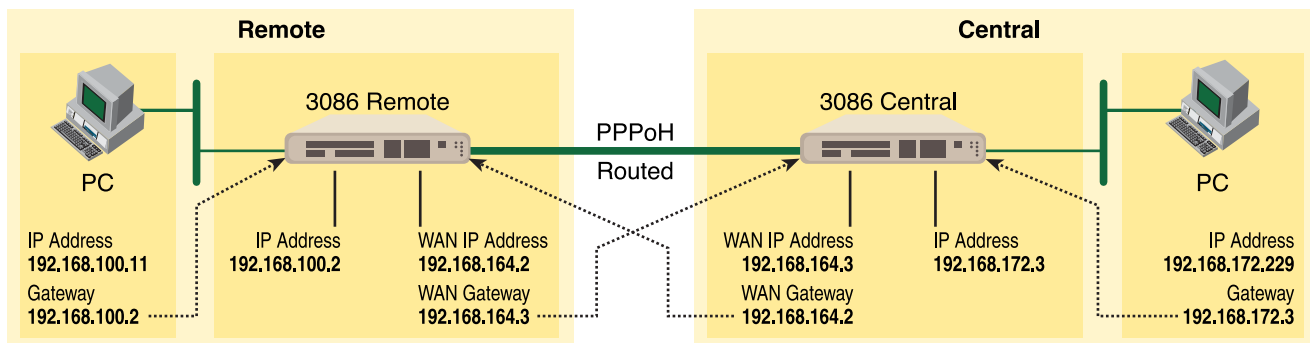 Remote
Central
3086 Remote
3086 Central
PPPoH
Routed
PC
PC
IP Address
192.168.100.11
Gateway
192.168.100.2
IP Address
192.168.100.2
WAN IP Address
192.168.164.2
WAN Gateway
192.168.164.3
WAN IP Address
192.168.164.3
WAN Gateway
192.168.164.2
IP Address
192.168.172.3
IP Address
192.168.172.229
Gateway
192.168.172.3